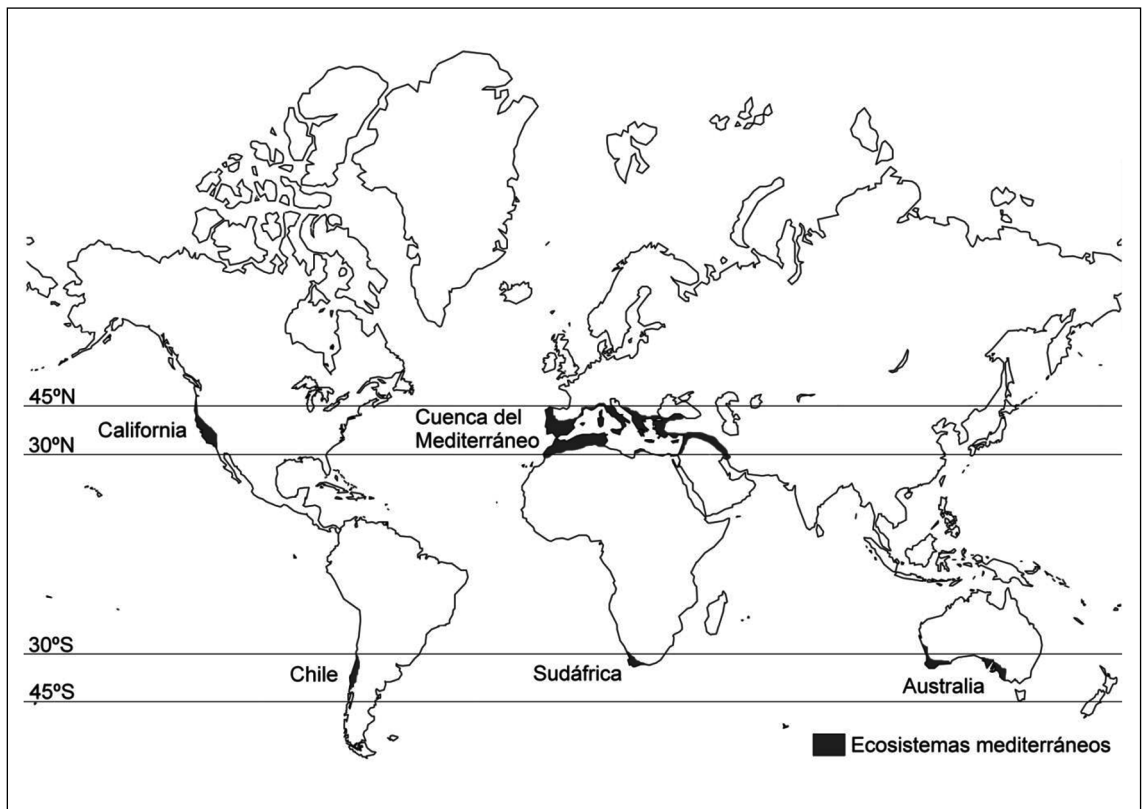 45ºN
California
Cuenca del
Mediterráneo
30ºN
30ºS
Chile
Sudáfrica
Australia
45ºS
Ecosistemas mediterráneos